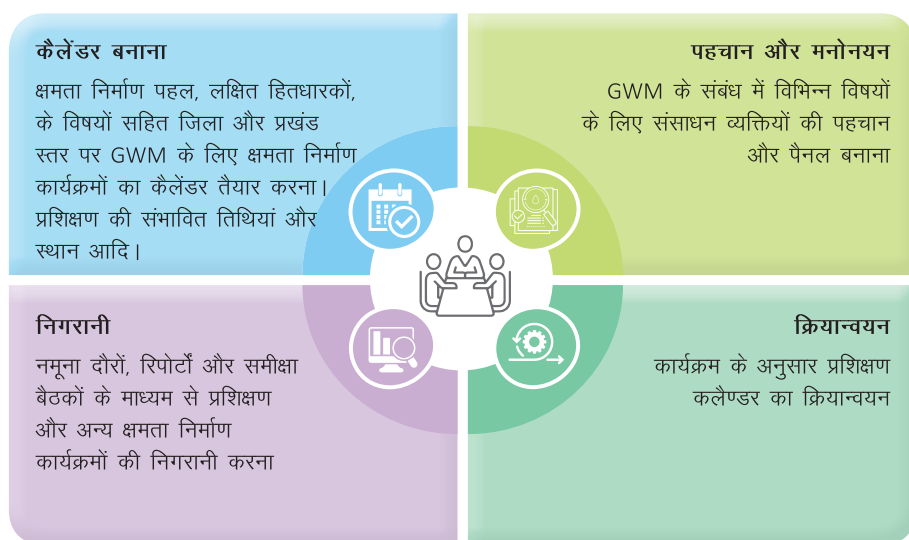 कैलेंडर बनाना
क्षमता निर्माण पहल, लक्षित हितधारकों,
के विषयों सहित जिला और प्रखंड
स्तर पर GWM के लिए क्षमता निर्माण
कार्यक्रमों का कैलेंडर तैयार करना।
प्रशिक्षण की संभावित तिथियां और
स्थान आदि।
पहचान और मनोनयन
GWM के संबंध में विभिन्न विषयों
के लिए संसाधन व्यक्तियों की पहचान
और पैनल बनाना
निगरानी
नमूना दौरों, रिपोर्टों और समीक्षा
बैठकों के माध्यम से प्रशिक्षण
और अन्य क्षमता निर्माण
कार्यक्रमों की निगरानी करना
क्रियान्वयन
कार्यक्रम के अनुसार प्रशिक्षण
कलैण्डर का क्रियान्वयन